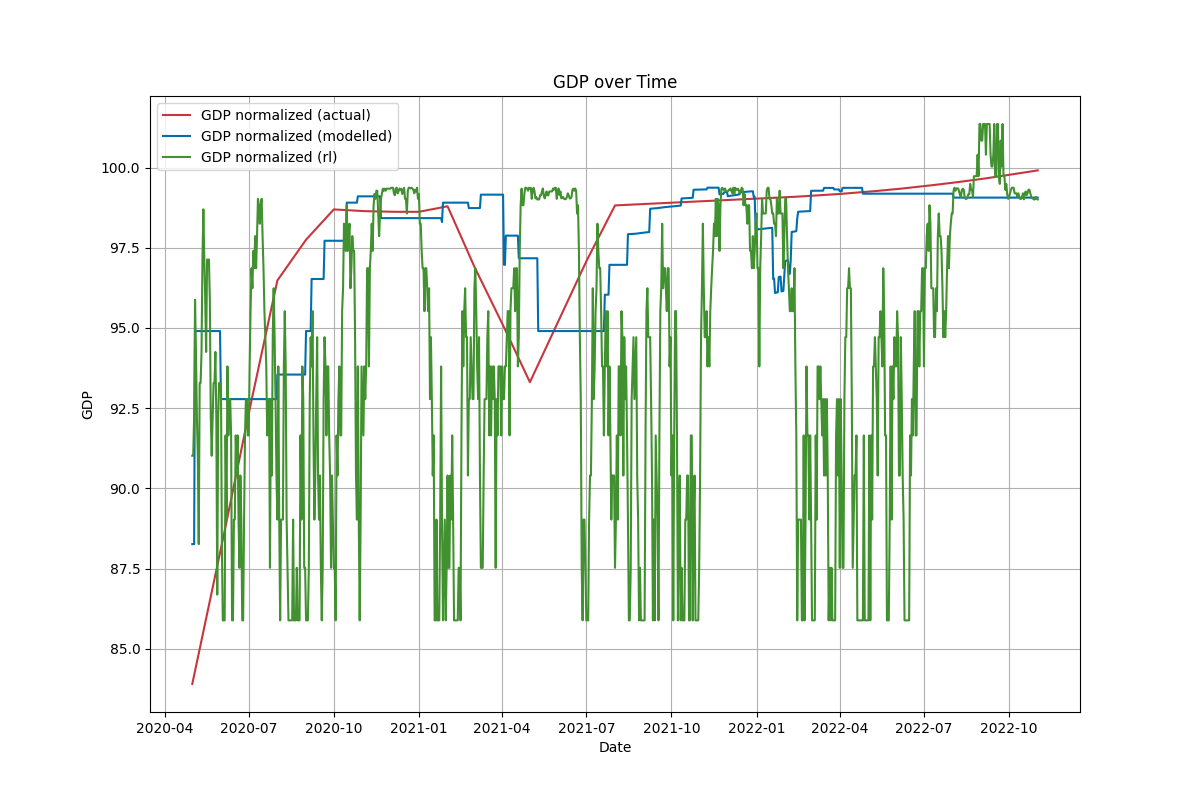 GDP over Time
GDP normalized (actual)
GDP normalized (modelled)
GDP normalized (rl)
100.0
97.5
95.0
92.5
90.0
87.5
85.0
GDP
2020-04 2020-07 2020-10 2021-01 2021-04 2021-07 2021-10 2022-01 2022-04 2022-07 2022-10
Date